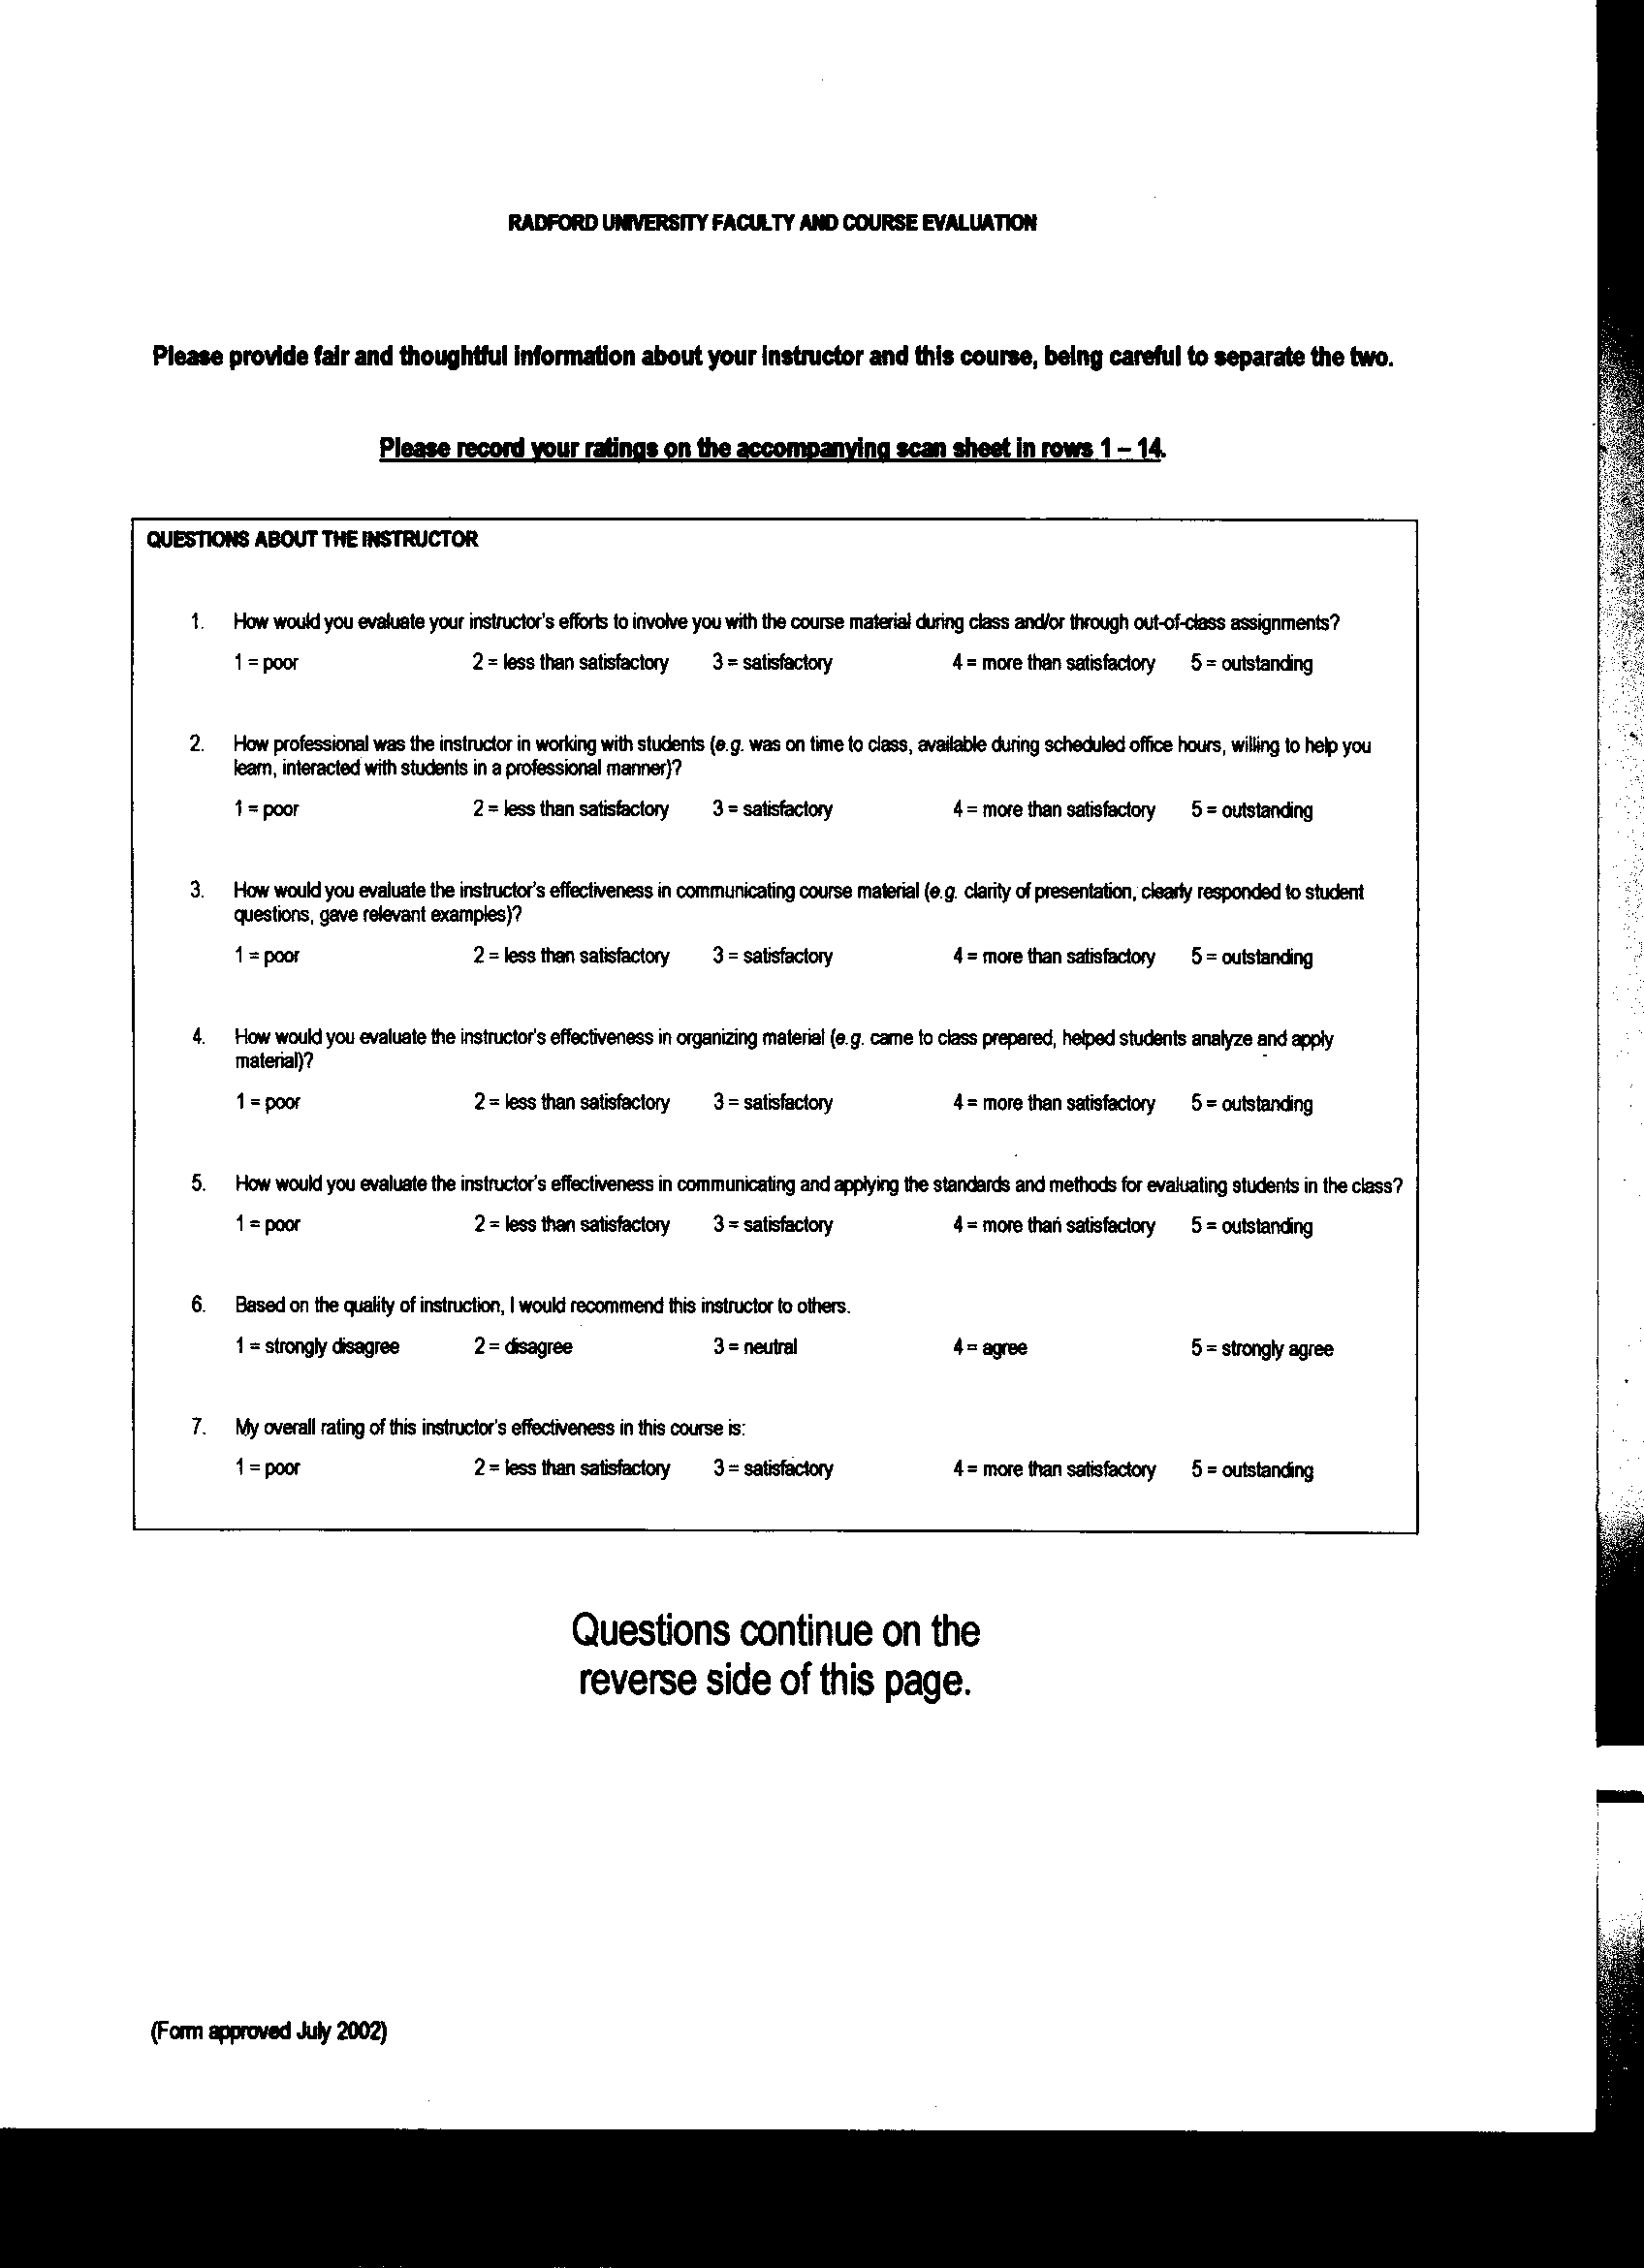 RADFORD UNIVERSITY FACULTY AND COURSE EVALUATION
Please provide fair and thoughtful information about your instructor and this course, being careful to separate the two.
Please record your ratings on the accompanying scan sheet in rows 1 – 14.
QUESTIONS ABOUT THE INSTRUCTOR
1. How would you evaluate your instructor's efforts to involve you with the course material during class and/or through out-of-class assignments?
1 = poor 2 = less than satisfactory 3 = satisfactory 4 = more than satisfactory 5 = outstanding
2. How professional was the instructor in working with students (e.g. was on time to class, available during scheduled office hours, willing to help you
learn, interacted with students in a professional manner)?
1 = poor 2 = less than satisfactory 3 = satisfactory 4 = more than satisfactory 5 = outstanding
3. How would you evaluate the instructor's effectiveness in communicating course material (e.g. clarity of presentation, clearly responded to student
questions, gave relevant examples)?
1 = poor 2 = less than satisfactory 3 = satisfactory 4 = more than satisfactory 5 = outstanding
4. How would you evaluate the instructor's effectiveness in organizing material (e.g. came to class prepared, helped students analyze and apply
material)?
1 = poor 2 = less than satisfactory 3 = satisfactory 4 = more than satisfactory 5 = outstanding
5. How would you evaluate the instructor's effectiveness in communicating and applying the standards and methods for evaluating students in the class?
1 = poor 2 = less than satisfactory 3 = satisfactory 4 = more than satisfactory 5 = outstanding
6. Based on the quality of instruction, I would recommend this instructor to others.
1 = strongly disagree 2 = disagree 3 = neutral 4 = agree 5 = strongly agree
7. My overall rating of this instructor's effectiveness in this course is:
1 = poor 2 = less than satisfactory 3 = satisfactory 4 = more than satisfactory 5 = outstanding
Questions continue on the
reverse side of this page.
(Form approved July 2002)